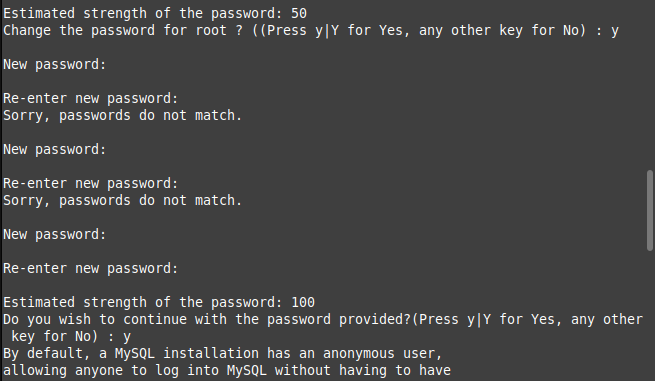 Estimated strength of the password: 50
Change the password for root ? ((Press y|Y for Yes, any other key for No) : y
New password:
Re-enter new password:
Sorry, passwords do not match.
New password:
Re-enter new password:
Sorry, passwords do not match.
New password:
Re-enter new password:
Estimated strength of the password: 100
Do you wish to continue with the password provided?(Press y|Y for Yes, any other
key for No) : y
By default, a MySQL installation has an anonymous user,
allowing anyone to log into MySQL without having to have